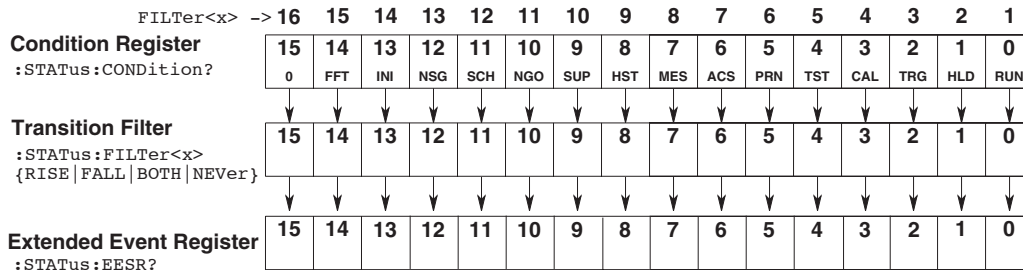 FILTer<x> -> 16 15 14 13 12 11 10 9 8 7 6 5 4 3 2 1
Condition Register
:STATus:CONDition?
15 14 13 12 11 10 9 8 7 6 5 4 3 2 1 0
0 FFT INI NSG SCH NGO SUP HST MES ACS PRN TST CAL TRG HLD RUN
Transition Filter
:STATus:FILTer<x>
{RISE|FALL|BOTH|NEVer}
15 14 13 12 11 10 9 8 7 6 5 4 3 2 1 0
Extended Event Register
:STATus:EESR?
15 14 13 12 11 10 9 8 7 6 5 4 3 2 1 0